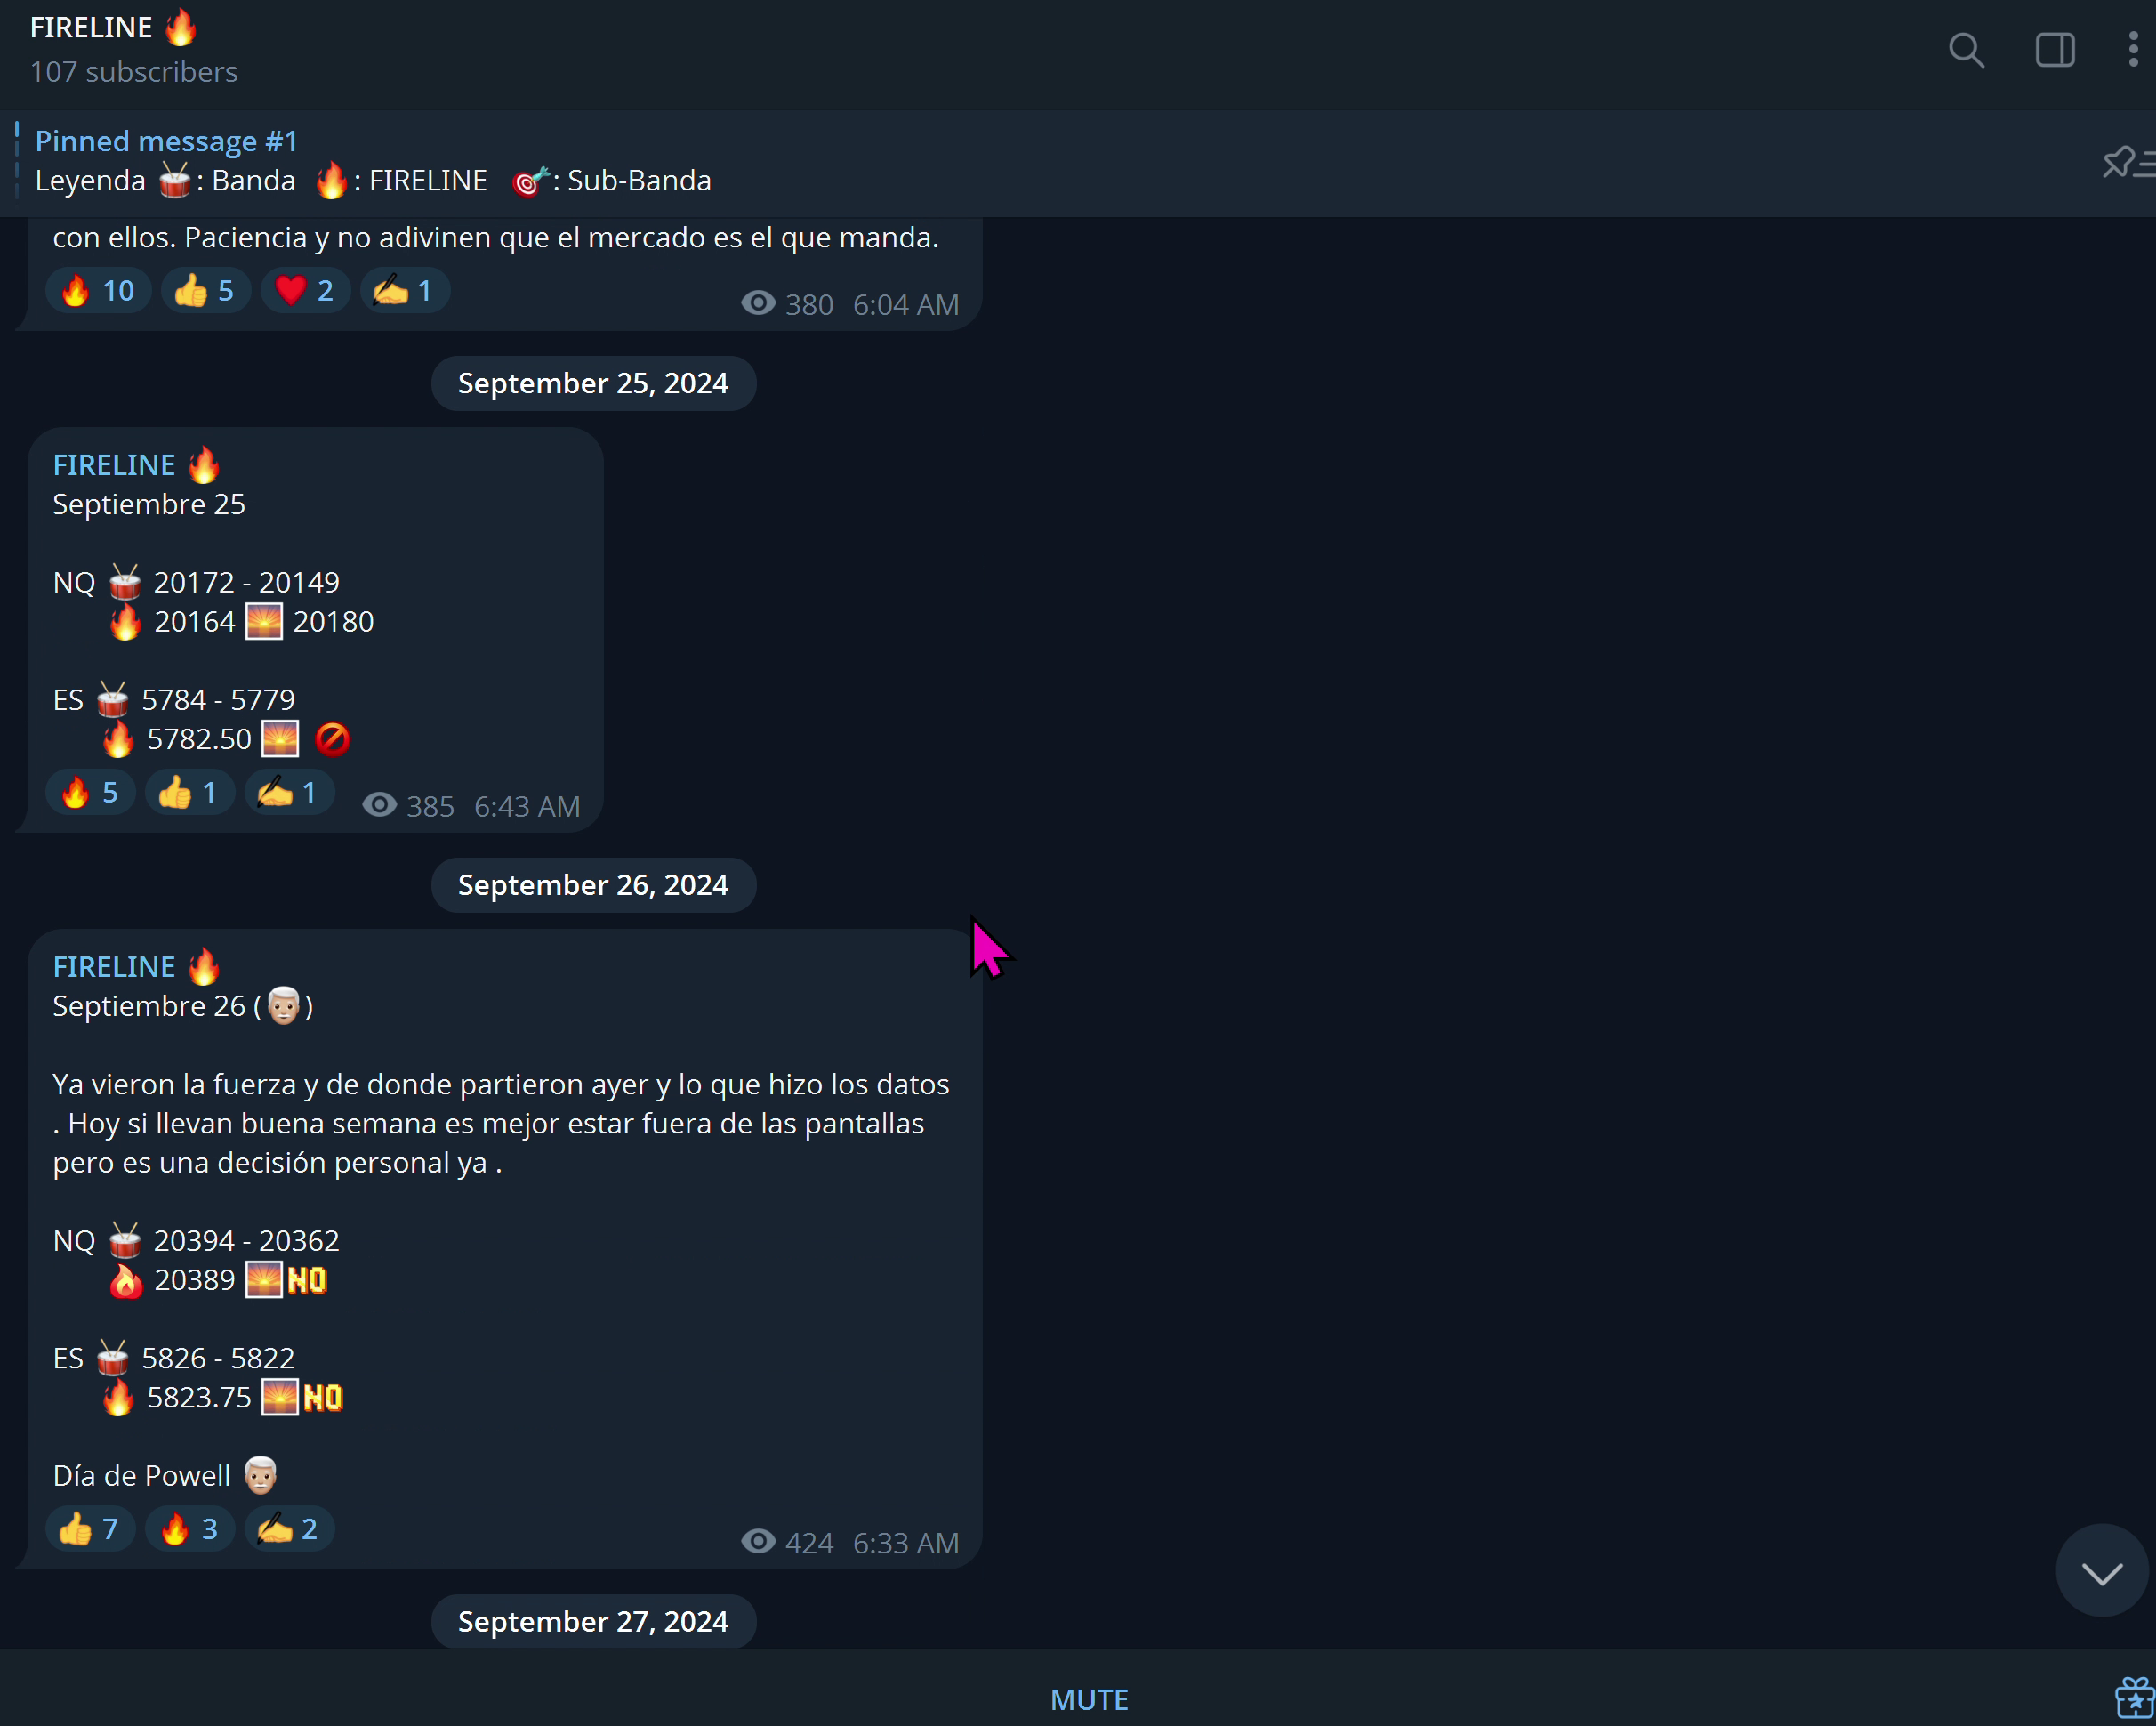 FIRELINE 🔥
107 subscribers
Pinned message #1
Leyenda 🥁: Banda 🔥: FIRELINE 🎯: Sub-Banda
con ellos. Paciencia y no adivinen que el mercado es el que manda.
🔥 10 👍 5 ❤️ 2 ✍️ 1 380 6:04 AM
September 25, 2024
FIRELINE 🔥
Septiembre 25
NQ 🥁 20172 - 20149
🔥 20164 🌅 20180
ES 🥁 5784 - 5779
🔥 5782.50 🌅 🚫
🔥 5 👍 1 ✍️ 1 385 6:43 AM
September 26, 2024
FIRELINE 🔥
Septiembre 26 (👨🏼‍🦳)
Ya vieron la fuerza y de donde partieron ayer y lo que hizo los datos
. Hoy si llevan buena semana es mejor estar fuera de las pantallas
pero es una decisión personal ya .
NQ 🥁 20394 - 20362
🔥 20389 🌅 NO
ES 🥁 5826 - 5822
🔥 5823.75 🌅 NO
Día de Powell 👨🏼‍🦳
👍 7 🔥 3 ✍️ 2 424 6:33 AM
September 27, 2024
MUTE